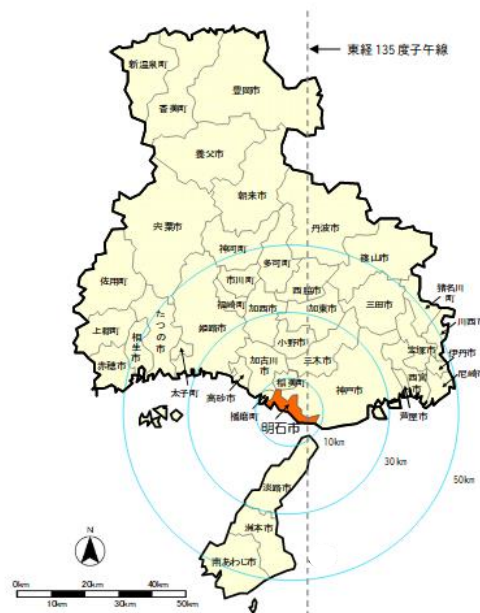 東経135度子午線
新温泉町
豊岡市
香美町
養父市
朝来市
宍粟市
丹波市
神河町
多可町
篠山市
佐用町
市川町
西脇市
猪名川
町
たつの市
福崎町
加西市
加東市
三田市
川西市
上郡町
相生市
姫路市
宝塚市
伊丹市
小野市
赤穂市
加古川
市
三木市
西宮
市
尼崎市
稲美町
神戸市
太子町
高砂市
芦屋市
播磨町
明石市
10km
30km
50km
淡路市
洲本市
南あわじ市
N
0km
20km
40km
10km
30km
50km